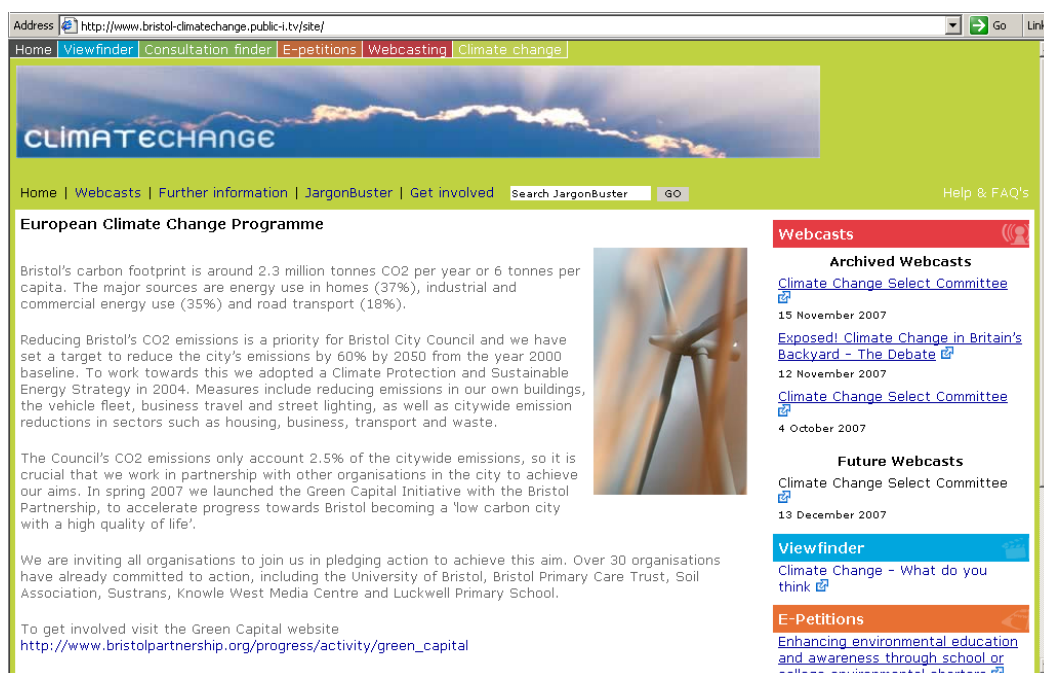 Address http://www.bristol-climatechange.public-i.tv/site/ Go Link
Home Viewfinder Consultation finder E-petitions Webcasting Climate change
CLIMATECHANGE
Home | Webcasts | Further information | JargonBuster | Get involved Search JargonBuster GO Help & FAQ's
European Climate Change Programme
Bristol's carbon footprint is around 2.3 million tonnes CO2 per year or 6 tonnes per
capita. The major sources are energy use in homes (37%), industrial and
commercial energy use (35%) and road transport (18%).
Reducing Bristol's CO2 emissions is a priority for Bristol City Council and we have
set a target to reduce the city's emissions by 60% by 2050 from the year 2000
baseline. To work towards this we adopted a Climate Protection and Sustainable
Energy Strategy in 2004. Measures include reducing emissions in our own buildings,
the vehicle fleet, business travel and street lighting, as well as citywide emission
reductions in sectors such as housing, business, transport and waste.
The Council's CO2 emissions only account 2.5% of the citywide emissions, so it is
crucial that we work in partnership with other organisations in the city to achieve
our aims. In spring 2007 we launched the Green Capital Initiative with the Bristol
Partnership, to accelerate progress towards Bristol becoming a 'low carbon city
with a high quality of life'.
We are inviting all organisations to join us in pledging action to achieve this aim. Over 30 organisations
have already committed to action, including the University of Bristol, Bristol Primary Care Trust, Soil
Association, Sustrans, Knowle West Media Centre and Luckwell Primary School.
To get involved visit the Green Capital website
http://www.bristolpartnership.org/progress/activity/green_capital
Webcasts
Archived Webcasts
Climate Change Select Committee
15 November 2007
Exposed! Climate Change in Britain's
Backyard - The Debate
12 November 2007
Climate Change Select Committee
4 October 2007
Future Webcasts
Climate Change Select Committee
13 December 2007
Viewfinder
Climate Change - What do you
think
E-Petitions
Enhancing environmental education
and awareness through school or
college environmental charters